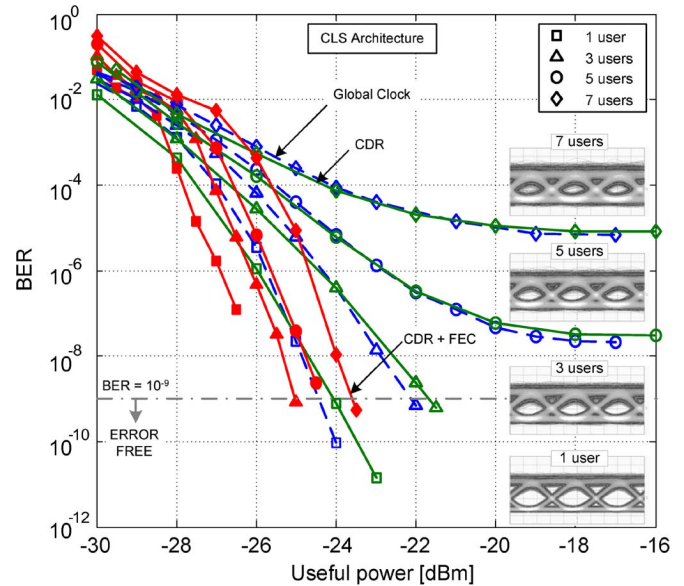 CLS Architecture
1 user
3 users
5 users
7 users
Global Clock
CDR
7 users
5 users
CDR + FEC
3 users
BER = 10⁻⁹
ERROR
FREE
1 user
BER
10⁰
10⁻²
10⁻⁴
10⁻⁶
10⁻⁸
10⁻¹⁰
10⁻¹²
-30 -28 -26 -24 -22 -20 -18 -16
Useful power [dBm]